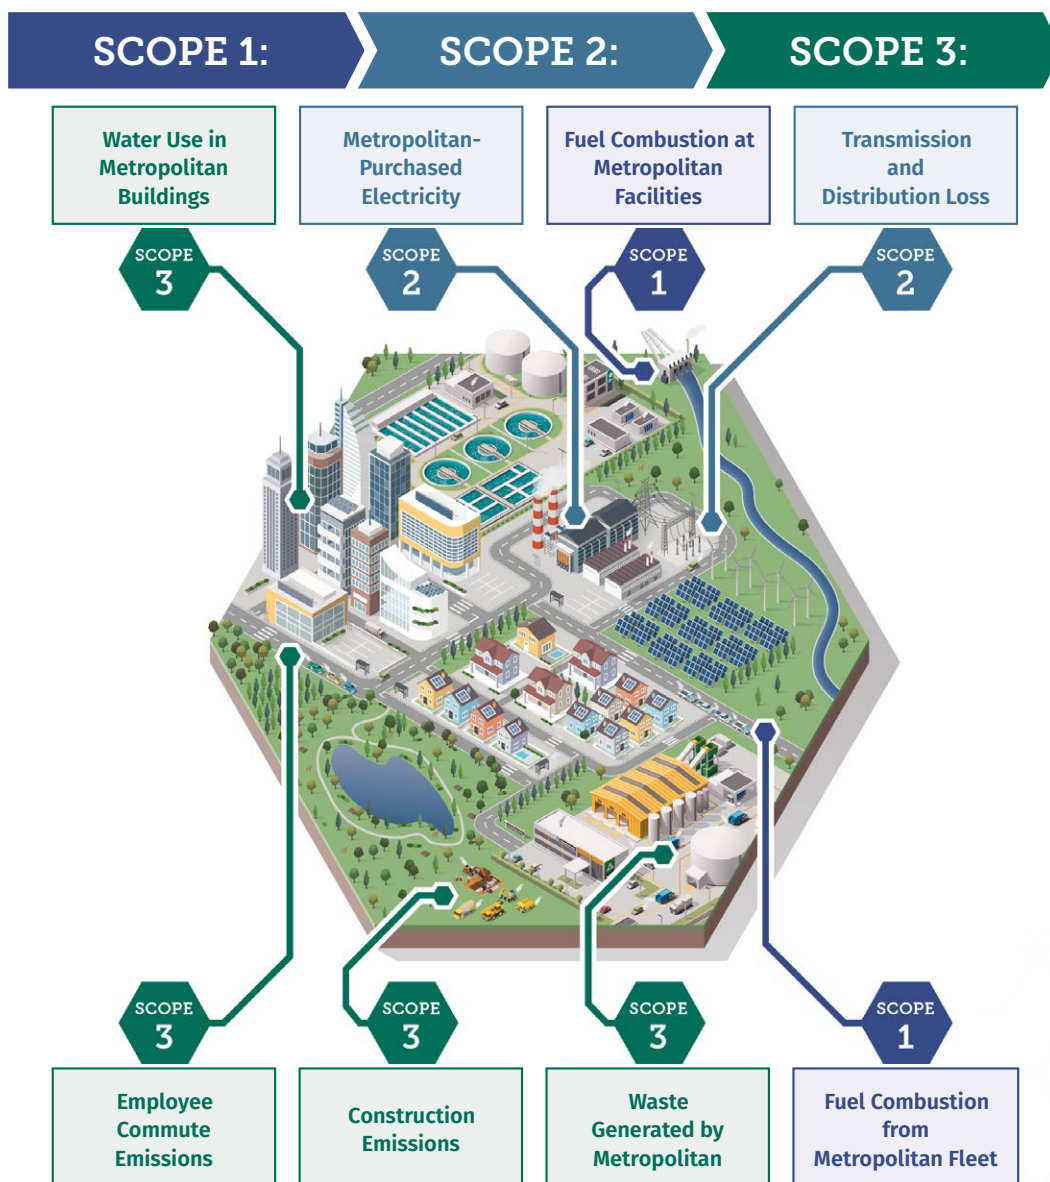 SCOPE 1:
SCOPE 2:
SCOPE 3:
Water Use in
Metropolitan
Buildings
Metropolitan-
Purchased
Electricity
Fuel Combustion at
Metropolitan
Facilities
Transmission
and
Distribution Loss
SCOPE
3
SCOPE
2
SCOPE
1
SCOPE
2
SCOPE
3
SCOPE
3
SCOPE
3
SCOPE
1
Employee
Commute
Emissions
Construction
Emissions
Waste
Generated by
Metropolitan
Fuel Combustion
from
Metropolitan Fleet